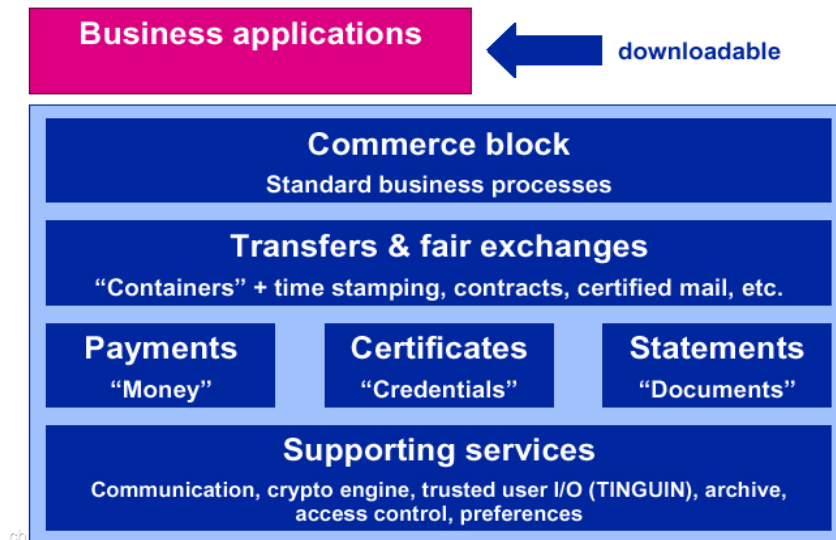 Business applications
downloadable
Commerce block
Standard business processes
Transfers & fair exchanges
“Containers” + time stamping, contracts, certified mail, etc.
Payments
“Money”
Certificates
“Credentials”
Statements
“Documents”
Supporting services
Communication, crypto engine, trusted user I/O (TINGUIN), archive,
access control, preferences